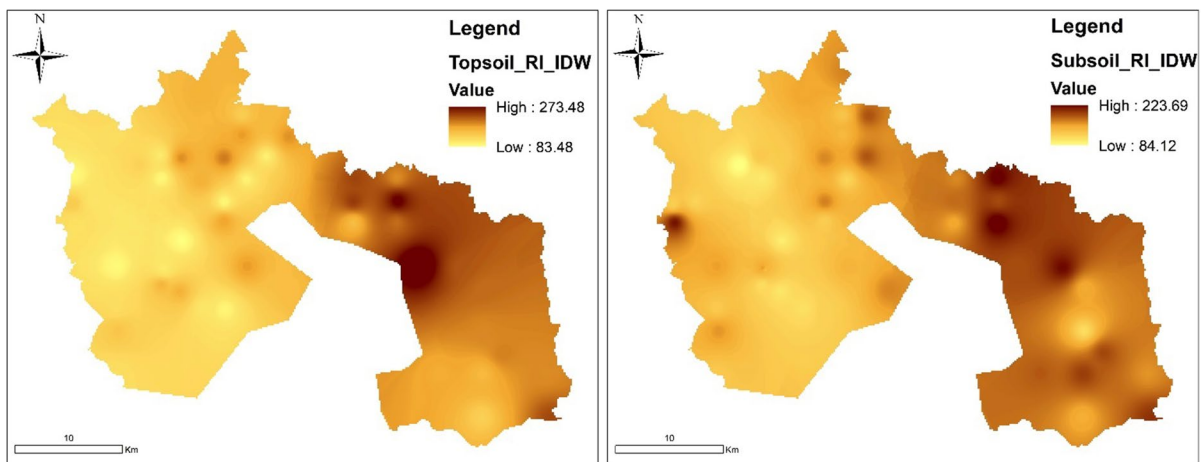 N
Legend
Topsoil_RI_IDW
Value
High : 273.48
Low : 83.48
10
Km
N
Legend
Subsoil_RI_IDW
Value
High : 223.69
Low : 84.12
10
Km